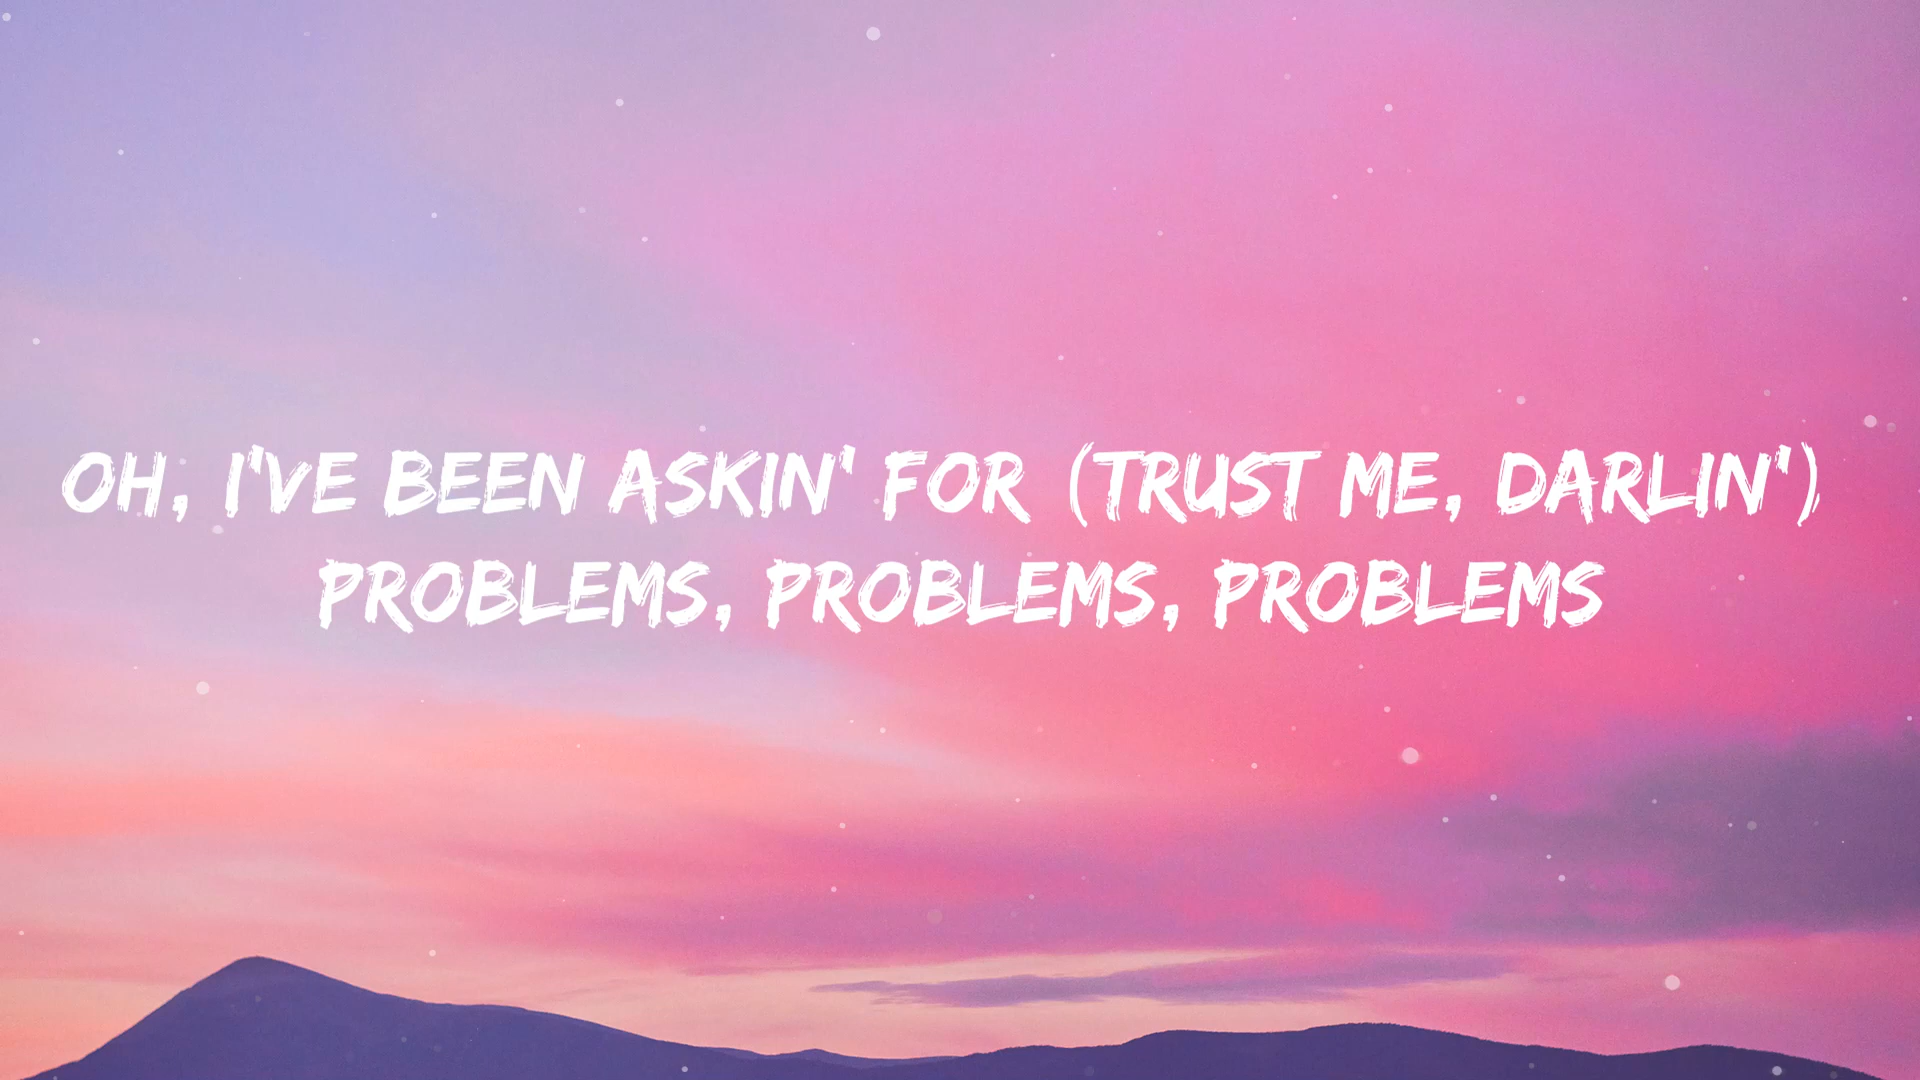 OH, I'VE BEEN ASKIN' FOR (TRUST ME, DARLIN')
PROBLEMS, PROBLEMS, PROBLEMS